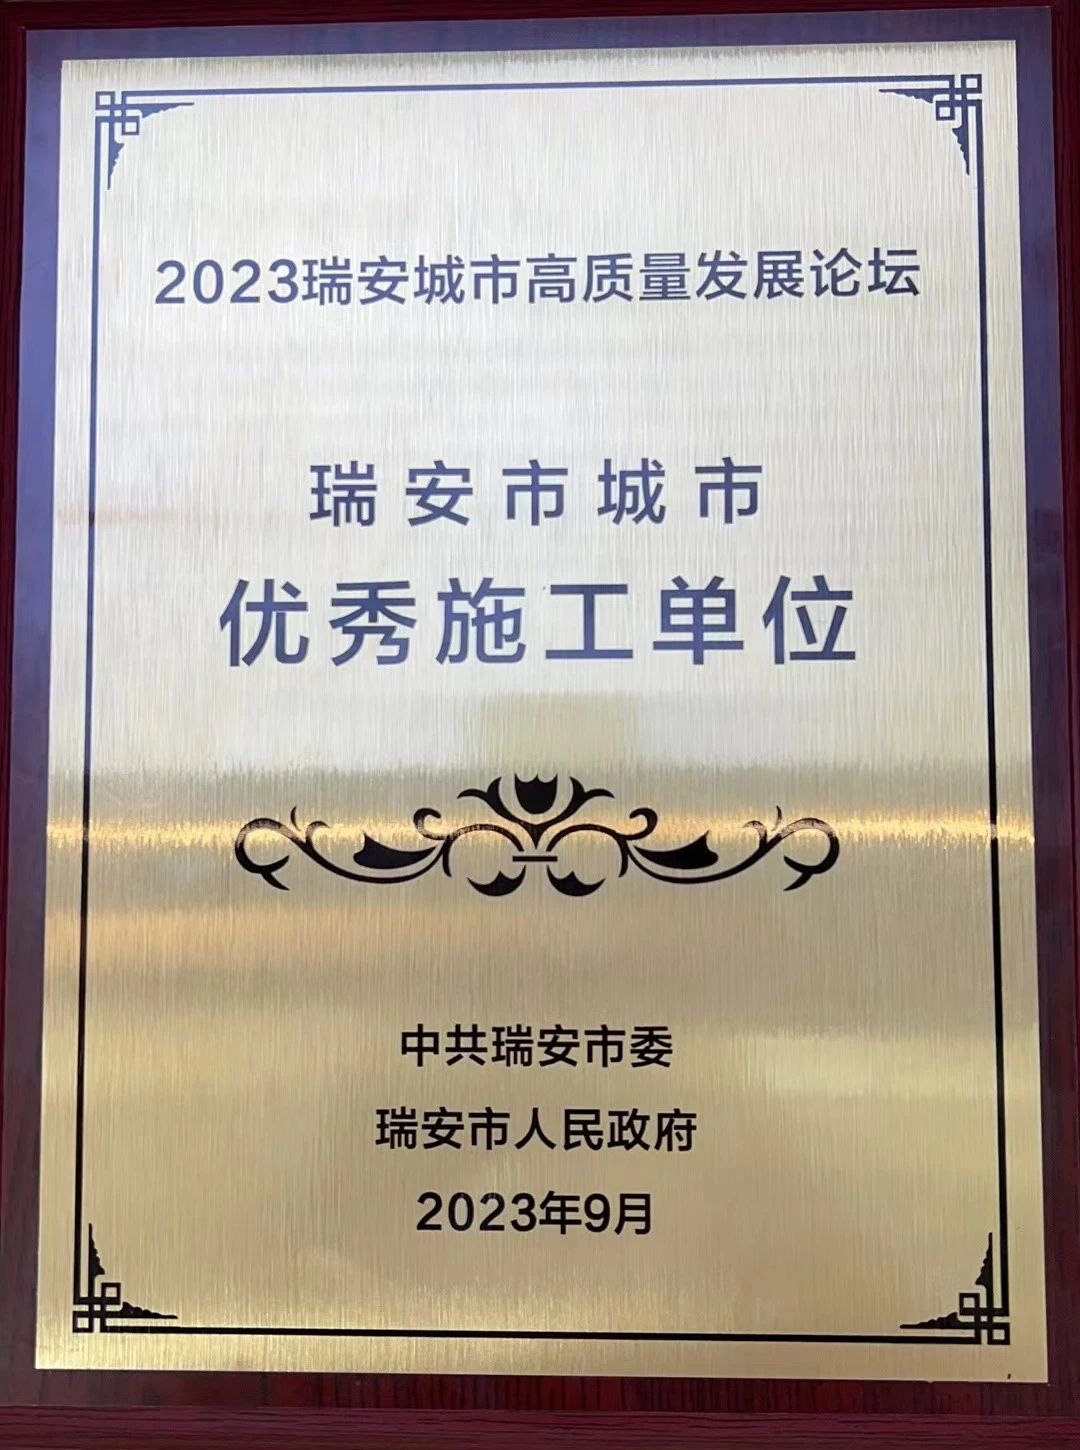 2023瑞安城市高质量发展论坛
瑞安市城市
优秀施工单位
中共瑞安市委
瑞安市人民政府
2023年9月